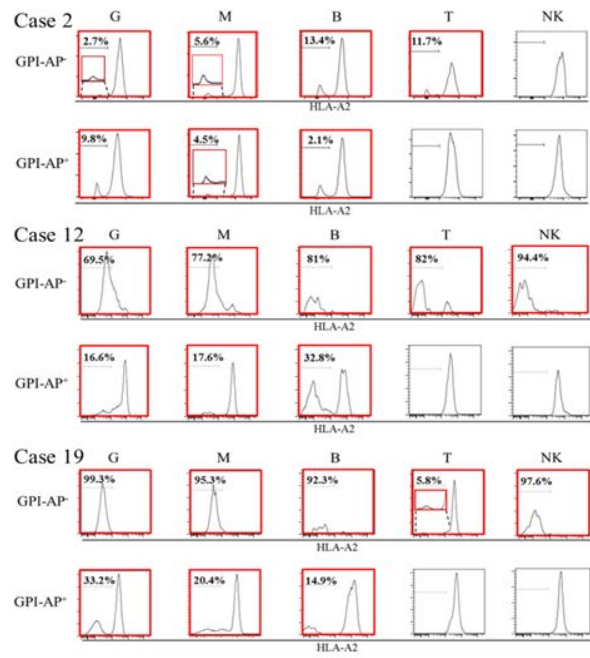 Case 2
G M B T NK
GPI-AP- 2.7% 5.6% 13.4% 11.7%
HLA-A2
GPI-AP+ 9.8% 4.5% 2.1%
HLA-A2
Case 12
G M B T NK
GPI-AP- 69.5% 77.2% 81% 82% 94.4%
HLA-A2
GPI-AP+ 16.6% 17.6% 32.8%
HLA-A2
Case 19
G M B T NK
GPI-AP- 99.3% 95.3% 92.3% 5.8% 97.6%
HLA-A2
GPI-AP+ 33.2% 20.4% 14.9%
HLA-A2